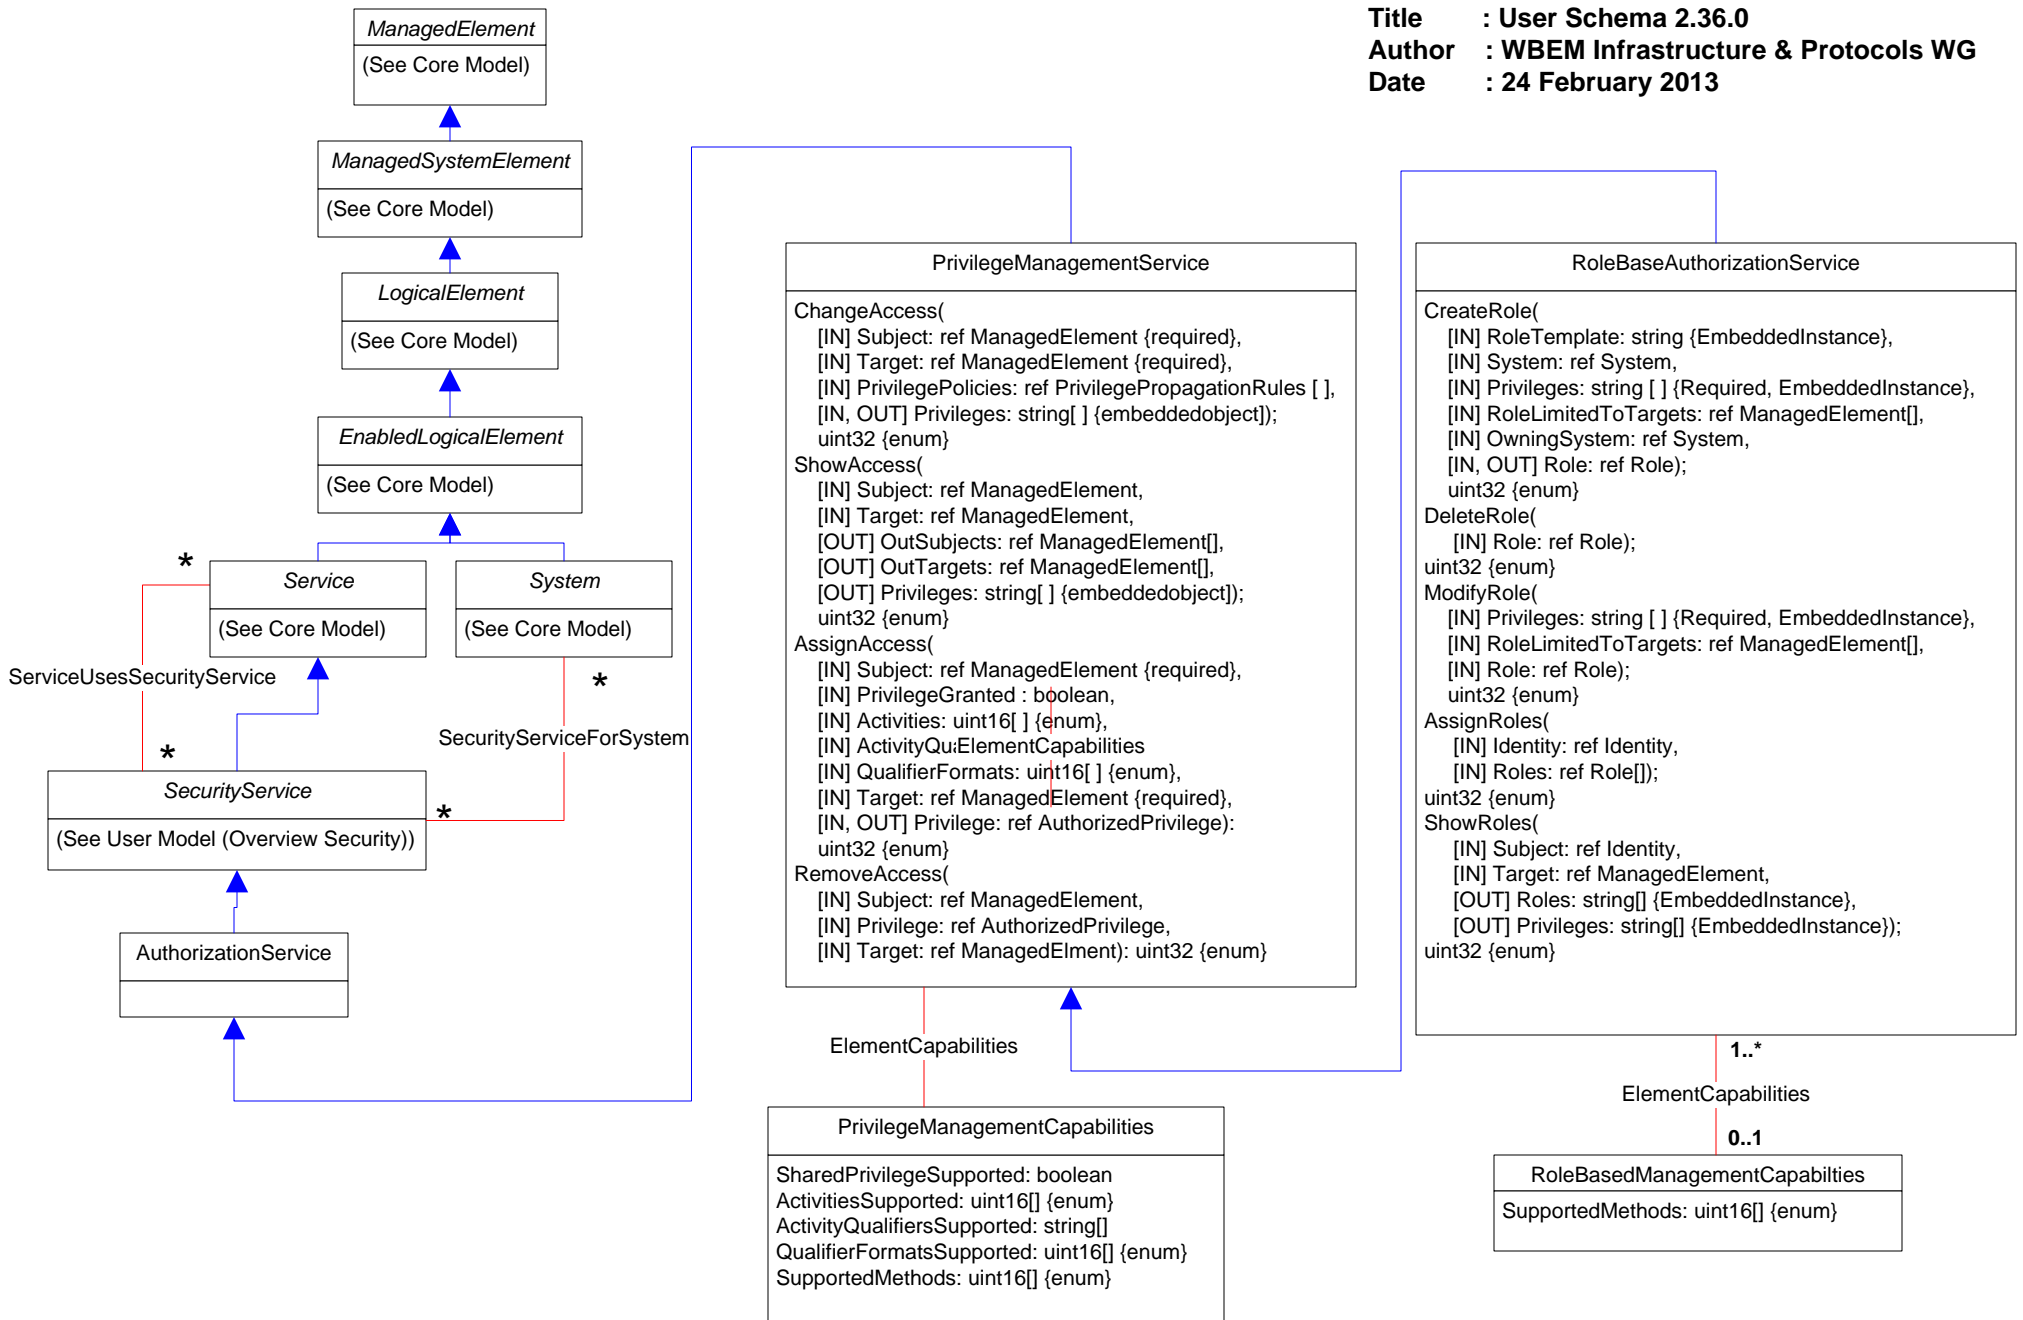 Title : User Schema 2.36.0
Author : WBEM Infrastructure & Protocols WG
Date : 24 February 2013
ManagedElement
(See Core Model)
ManagedSystemElement
(See Core Model)
LogicalElement
(See Core Model)
EnabledLogicalElement
(See Core Model)
*
Service
(See Core Model)
System
(See Core Model)
ServiceUsesSecurityService
*
SecurityServiceForSystem
*
SecurityService
*
(See User Model (Overview Security))
AuthorizationService
PrivilegeManagementService
ChangeAccess(
[IN] Subject: ref ManagedElement {required},
[IN] Target: ref ManagedElement {required},
[IN] PrivilegePolicies: ref PrivilegePropagationRules [ ],
[IN, OUT] Privileges: string[ ] {embeddedobject]);
uint32 {enum}
ShowAccess(
[IN] Subject: ref ManagedElement,
[IN] Target: ref ManagedElement,
[OUT] OutSubjects: ref ManagedElement[],
[OUT] OutTargets: ref ManagedElement[],
[OUT] Privileges: string[ ] {embeddedobject]);
uint32 {enum}
AssignAccess(
[IN] Subject: ref ManagedElement {required},
[IN] PrivilegeGranted : boolean,
[IN] Activities: uint16[ ] {enum},
[IN] ElementCapabilities
[IN] QualifierFormats: uint16[ ] {enum},
[IN] Target: ref ManagedElement {required},
[IN, OUT] Privilege: ref AuthorizedPrivilege):
uint32 {enum}
RemoveAccess(
[IN] Subject: ref ManagedElement,
[IN] Privilege: ref AuthorizedPrivilege,
[IN] Target: ref ManagedElment): uint32 {enum}
ElementCapabilities
PrivilegeManagementCapabilities
SharedPrivilegeSupported: boolean
ActivitiesSupported: uint16[] {enum}
ActivityQualifiersSupported: string[]
QualifierFormatsSupported: uint16[] {enum}
SupportedMethods: uint16[] {enum}
RoleBaseAuthorizationService
CreateRole(
[IN] RoleTemplate: string {EmbeddedInstance},
[IN] System: ref System,
[IN] Privileges: string [ ] {Required, EmbeddedInstance},
[IN] RoleLimitedToTargets: ref ManagedElement[],
[IN] OwningSystem: ref System,
[IN, OUT] Role: ref Role);
uint32 {enum}
DeleteRole(
[IN] Role: ref Role);
uint32 {enum}
ModifyRole(
[IN] Privileges: string [ ] {Required, EmbeddedInstance},
[IN] RoleLimitedToTargets: ref ManagedElement[],
[IN] Role: ref Role);
uint32 {enum}
AssignRoles(
[IN] Identity: ref Identity,
[IN] Roles: ref Role[]);
uint32 {enum}
ShowRoles(
[IN] Subject: ref Identity,
[IN] Target: ref ManagedElement,
[OUT] Roles: string[] {EmbeddedInstance},
[OUT] Privileges: string[] {EmbeddedInstance});
uint32 {enum}
1..*
ElementCapabilities
0..1
RoleBasedManagementCapabilties
SupportedMethods: uint16[] {enum}